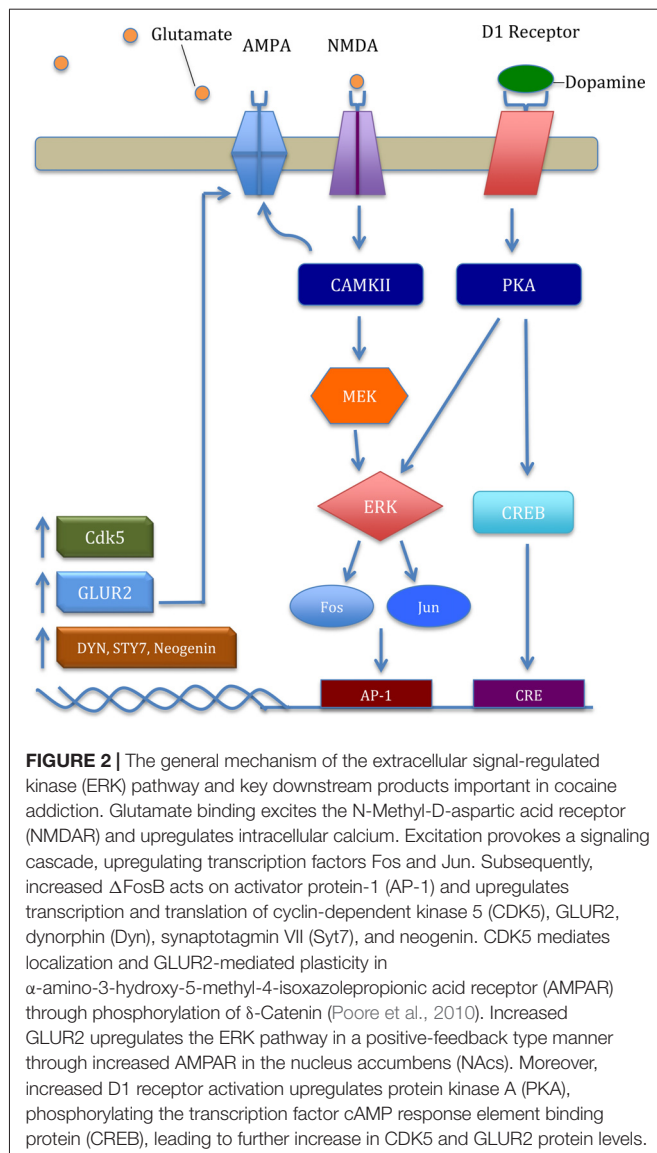 Glutamate
AMPA
NMDA
D1 Receptor
Dopamine
CAMKII
PKA
MEK
ERK
CREB
Cdk5
GLUR2
DYN, STY7, Neogenin
Fos
Jun
AP-1
CRE
FIGURE 2 | The general mechanism of the extracellular signal-regulated
kinase (ERK) pathway and key downstream products important in cocaine
addiction. Glutamate binding excites the N-Methyl-D-aspartic acid receptor
(NMDAR) and upregulates intracellular calcium. Excitation provokes a signaling
cascade, upregulating transcription factors Fos and Jun. Subsequently,
increased ΔFosB acts on activator protein-1 (AP-1) and upregulates
transcription and translation of cyclin-dependent kinase 5 (CDK5), GLUR2,
dynorphin (Dyn), synaptotagmin VII (Syt7), and neogenin. CDK5 mediates
localization and GLUR2-mediated plasticity in
α-amino-3-hydroxy-5-methyl-4-isoxazolepropionic acid receptor (AMPAR)
through phosphorylation of δ-Catenin (Poore et al., 2010). Increased
GLUR2 upregulates the ERK pathway in a positive-feedback type manner
through increased AMPAR in the nucleus accumbens (NAcs). Moreover,
increased D1 receptor activation upregulates protein kinase A (PKA),
phosphorylating the transcription factor cAMP response element binding
protein (CREB), leading to further increase in CDK5 and GLUR2 protein levels.